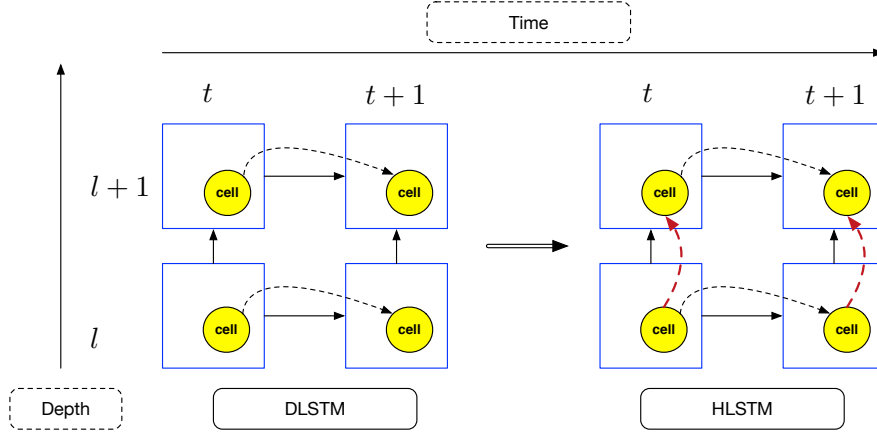 Time
t t + 1 t t + 1
cell cell cell cell
l + 1
cell cell cell cell
l
Depth DLSTM HLSTM